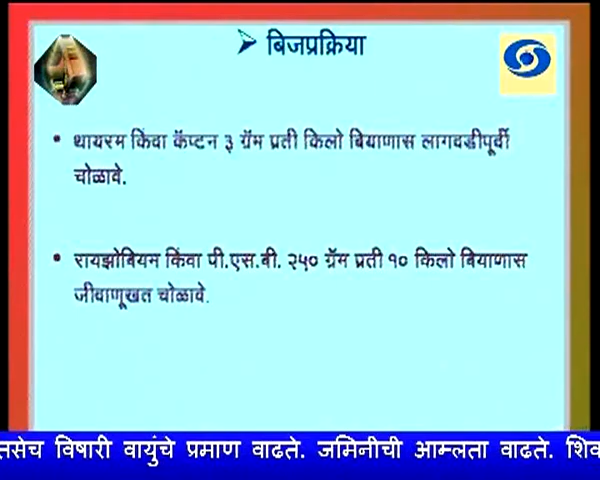 बिजप्रक्रिया
थायरम किंवा कॅप्टन ३ ग्रॅम प्रती किलो बियाणास लागवडीपूर्वी
चोळावे.
रायझोबियम किंवा पी.एस.बी. २५० ग्रॅम प्रती १० किलो बियाणास
जीवाणूखत चोळावे.
तसेच विषारी वायुंचे प्रमाण वाढते. जमिनीची आम्लता वाढते.